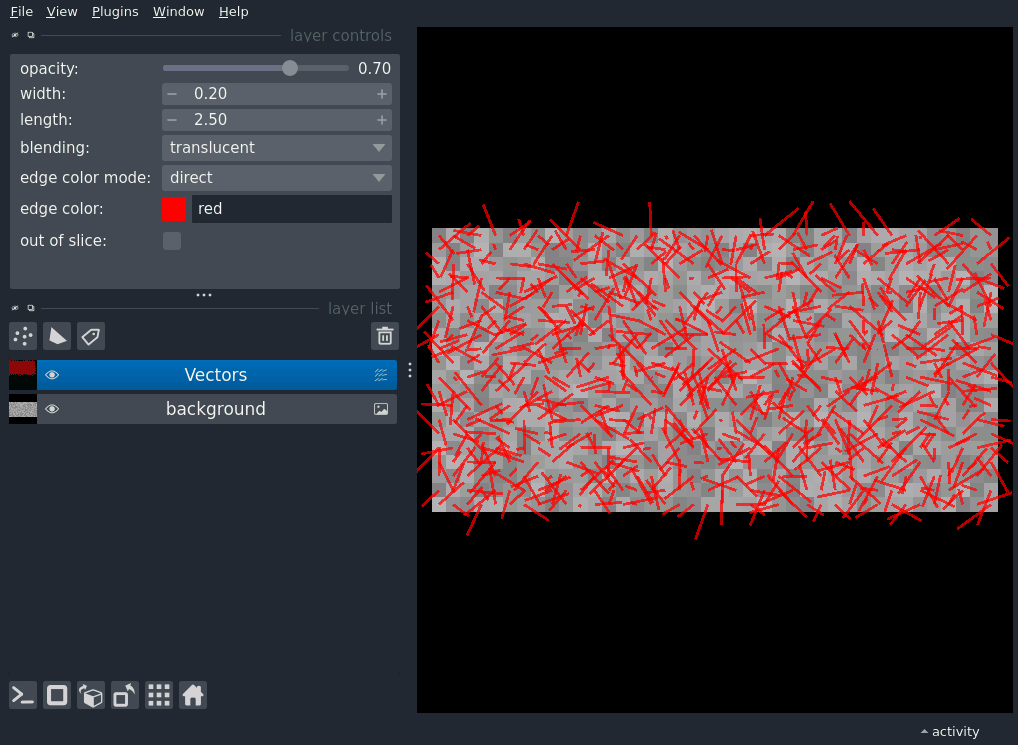 File View Plugins Window Help
layer controls
opacity: 0.70
width: 0.20
length: 2.50
blending: translucent
edge color mode: direct
edge color: red
out of slice:
layer list
Vectors
background
activity